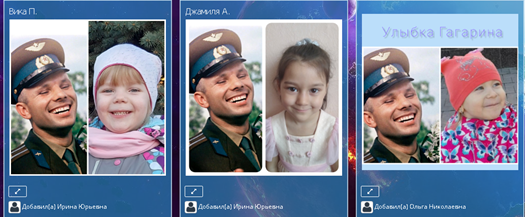 Вика П.
Джамиля А.
Улыбка Гагарина
Добавил(а) Ирина Юрьевна
Добавил(а) Ирина Юрьевна
Добавил(а) Ольга Николаевна